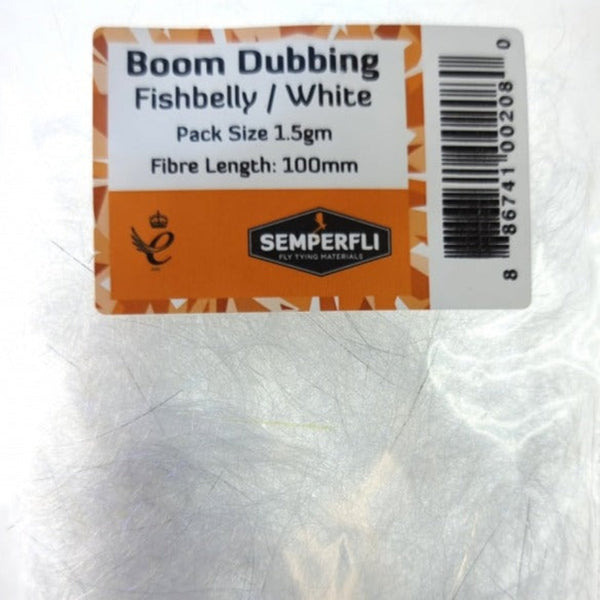 Boom Dubbing
Fishbelly / White
Pack Size 1.5gm
Fibre Length: 100mm
SEMPERFLI
FLY TYING MATERIALS
8 86741 00208 0